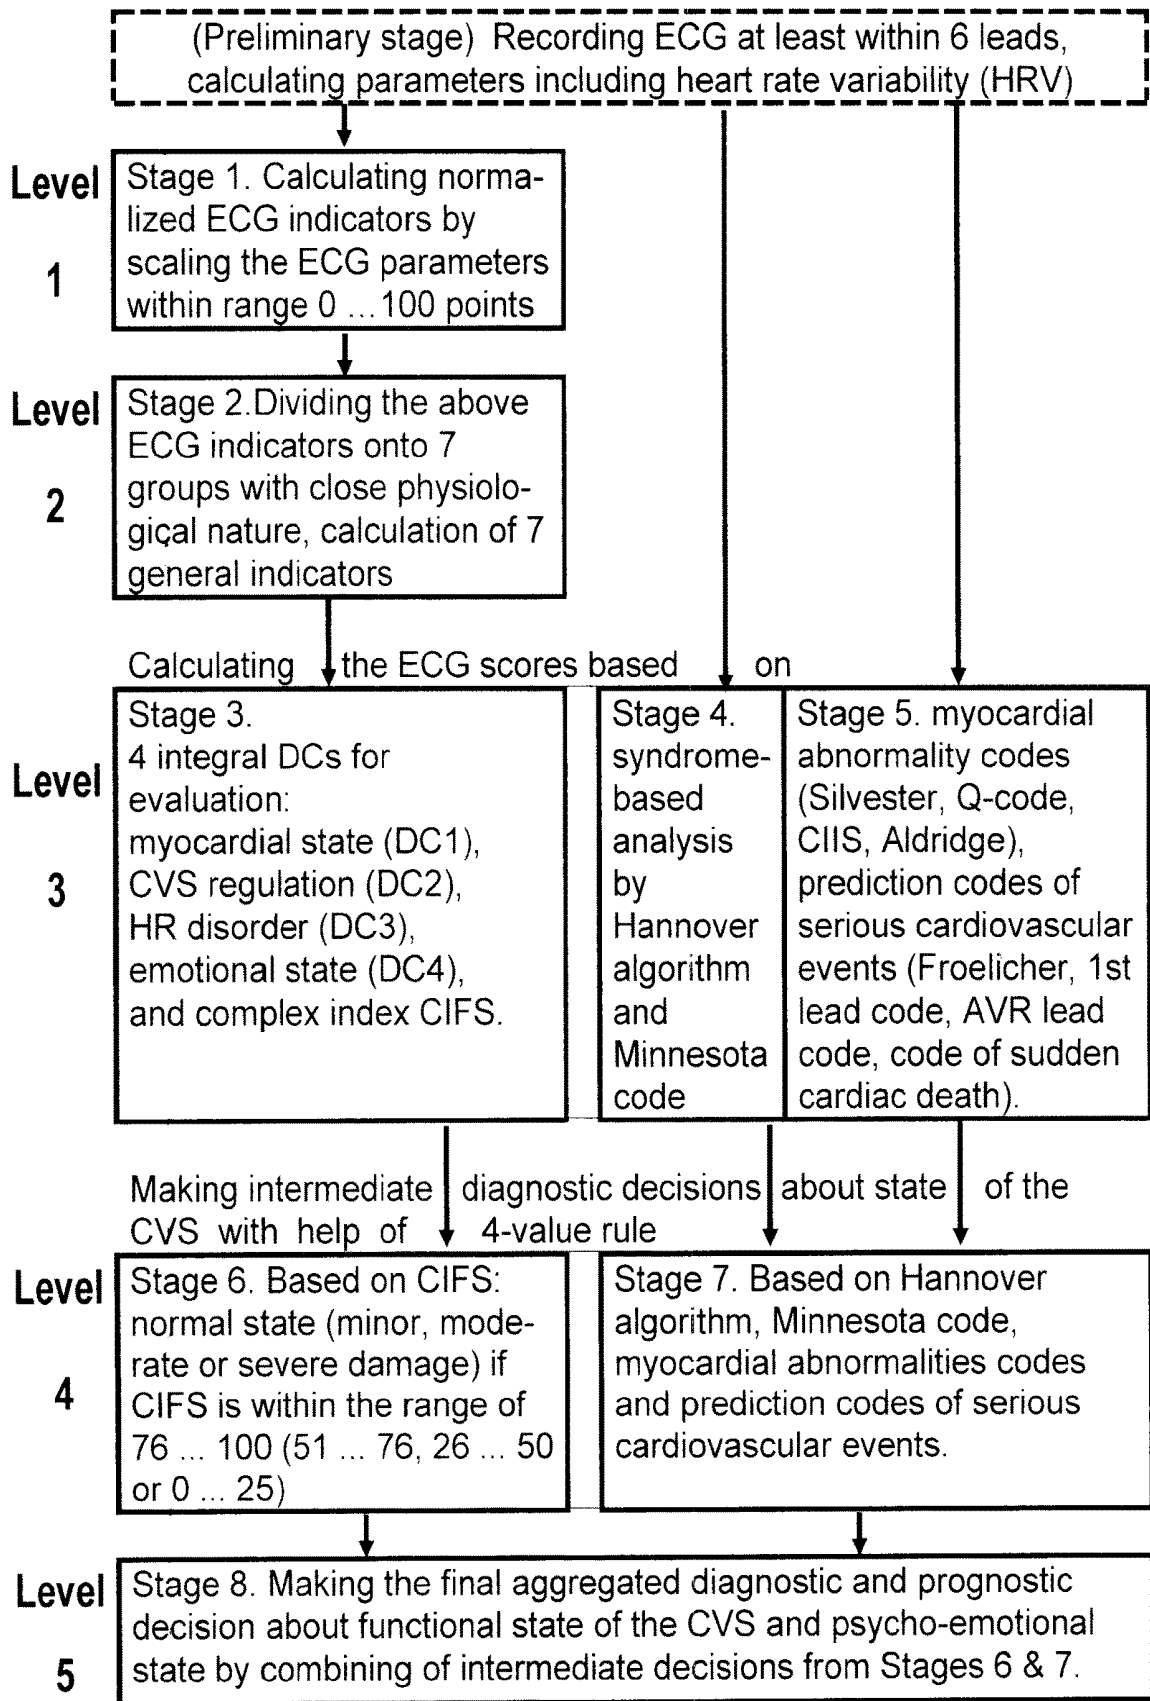 (Preliminary stage) Recording ECG at least within 6 leads,
calculating parameters including heart rate variability (HRV)
Level
1
Stage 1. Calculating norma-
lized ECG indicators by
scaling the ECG parameters
within range 0 ... 100 points
Level
2
Stage 2.Dividing the above
ECG indicators onto 7
groups with close physiolo-
gical nature, calculation of 7
general indicators
Calculating the ECG scores based on
Level
3
Stage 3.
4 integral DCs for
evaluation:
myocardial state (DC1),
CVS regulation (DC2),
HR disorder (DC3),
emotional state (DC4),
and complex index CIFS.
Stage 4.
syndrome-
based
analysis
by
Hannover
algorithm
and
Minnesota
code
Stage 5. myocardial
abnormality codes
(Silvester, Q-code,
CIIS, Aldridge),
prediction codes of
serious cardiovascular
events (Froelicher, 1st
lead code, AVR lead
code, code of sudden
cardiac death).
Making intermediate diagnostic decisions about state of the
CVS with help of 4-value rule
Level
4
Stage 6. Based on CIFS:
normal state (minor, mode-
rate or severe damage) if
CIFS is within the range of
76 ... 100 (51 ... 76, 26 ... 50
or 0 ... 25)
Stage 7. Based on Hannover
algorithm, Minnesota code,
myocardial abnormalities codes
and prediction codes of serious
cardiovascular events.
Level
5
Stage 8. Making the final aggregated diagnostic and prognostic
decision about functional state of the CVS and psycho-emotional
state by combining of intermediate decisions from Stages 6 & 7.